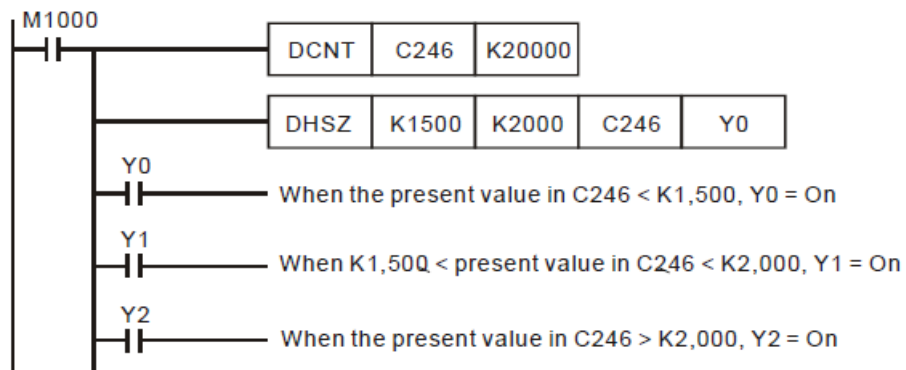 M1000
DCNT C246 K20000
DHSZ K1500 K2000 C246 Y0
Y0
When the present value in C246 < K1,500, Y0 = On
Y1
When K1,500 < present value in C246 < K2,000, Y1 = On
Y2
When the present value in C246 > K2,000, Y2 = On